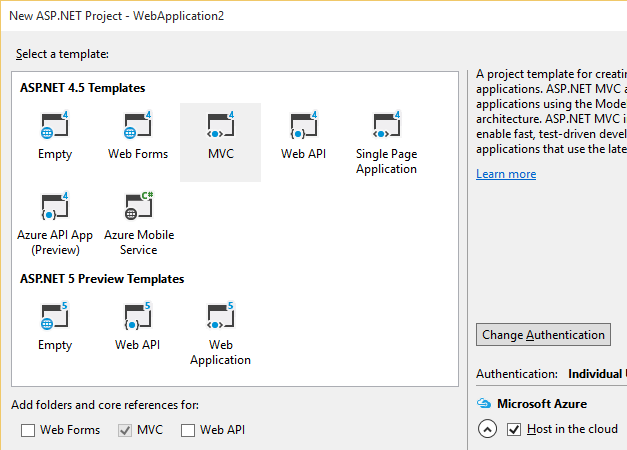 New ASP.NET Project - WebApplication2
Select a template:
ASP.NET 4.5 Templates
4 4 4 4 4
Empty Web Forms MVC Web API Single Page
Application
4 C#
Azure API App Azure Mobile
(Preview) Service
ASP.NET 5 Preview Templates
5 5 5
Empty Web API Web
Application
Add folders and core references for:
Web Forms MVC Web API
A project template for creatin
applications. ASP.NET MVC a
applications using the Mode
architecture. ASP.NET MVC i
enable fast, test-driven devel
applications that use the late
Learn more
Change Authentication
Authentication: Individual U
Microsoft Azure
Host in the cloud